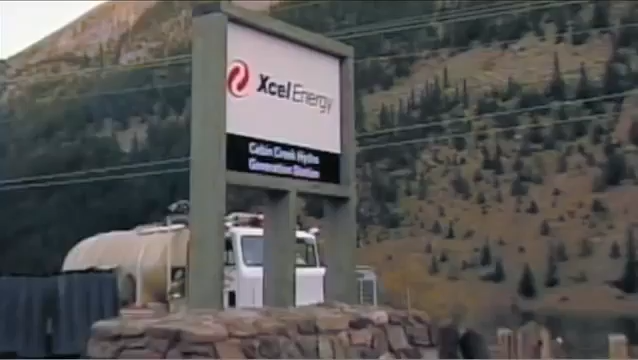 Xcel Energy
Cabin Creek Hydro
Generation Station